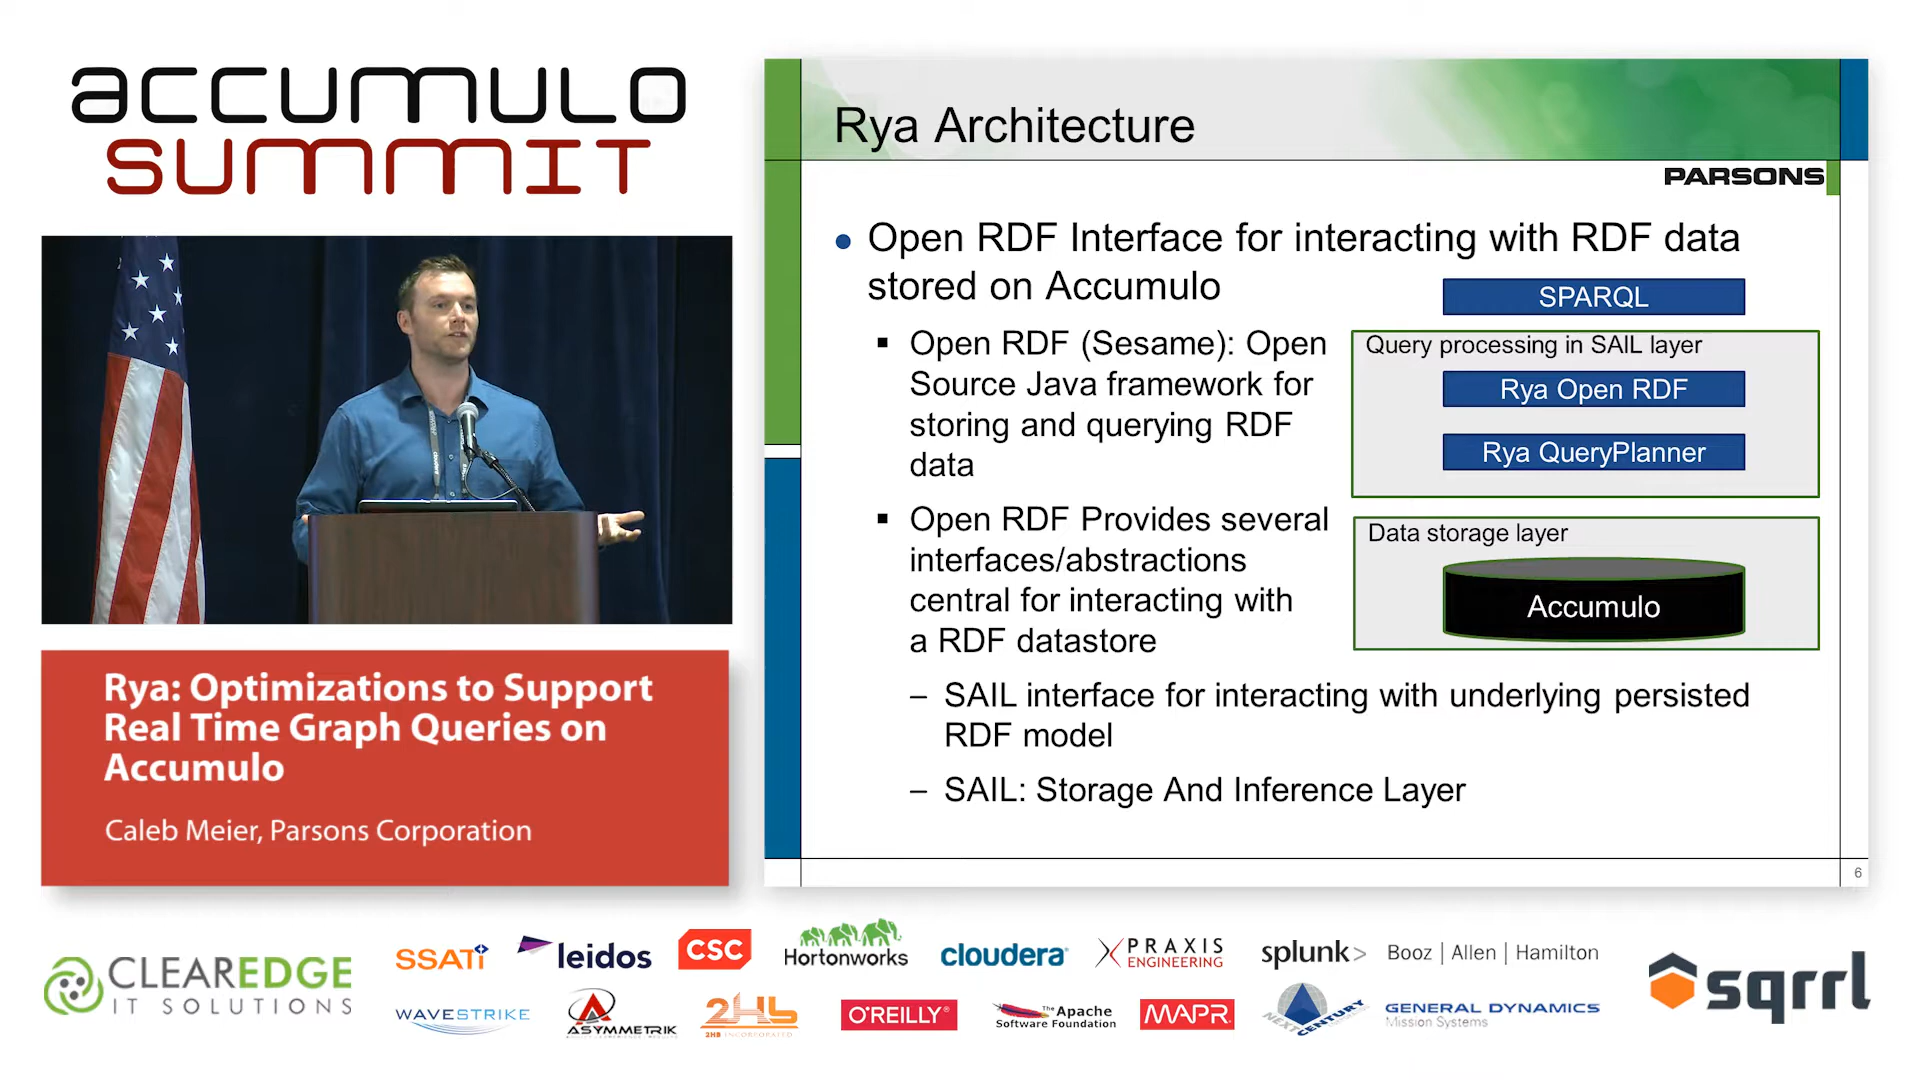 ACCUMULO
SUMMIT
Rya: Optimizations to Support
Real Time Graph Queries on
Accumulo
Caleb Meier, Parsons Corporation
Rya Architecture
PARSONS
• Open RDF Interface for interacting with RDF data
stored on Accumulo
▪ Open RDF (Sesame): Open
Source Java framework for
storing and querying RDF
data
▪ Open RDF Provides several
interfaces/abstractions
central for interacting with
a RDF datastore
– SAIL interface for interacting with underlying persisted
RDF model
– SAIL: Storage And Inference Layer
SPARQL
Query processing in SAIL layer
Rya Open RDF
Rya QueryPlanner
Data storage layer
Accumulo
6
CLEAREDGE
IT SOLUTIONS
SSATi
leidos
CSC
Hortonworks
cloudera
PRAXIS
ENGINEERING
splunk>
Booz | Allen | Hamilton
sqrrl
WAVESTRIKE
ASYMMETRIK
2HB
2HB INCORPORATED
O'REILLY®
The Apache
Software Foundation
MAPR
NEXT CENTURY
GENERAL DYNAMICS
Mission Systems